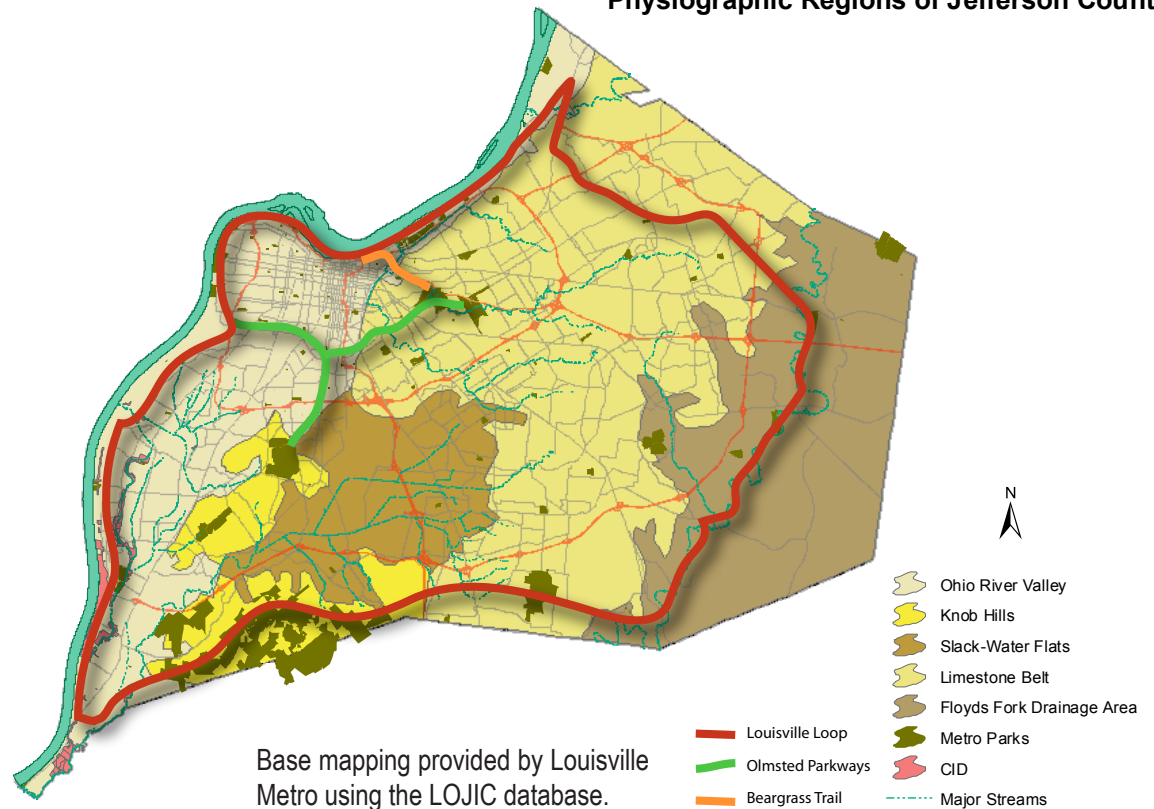 Physiographic Regions of Jefferson Count
N
Ohio River Valley
Knob Hills
Slack-Water Flats
Limestone Belt
Floyds Fork Drainage Area
Metro Parks
CID
Major Streams
Louisville Loop
Olmsted Parkways
Beargrass Trail
Base mapping provided by Louisville
Metro using the LOJIC database.